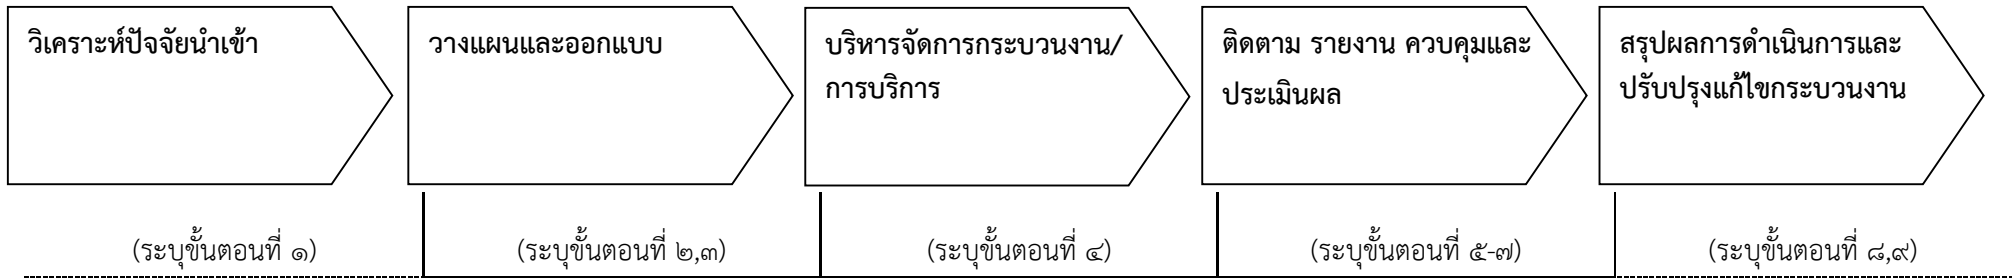 วิเคราะห์ปัจจัยนำเข้า
วางแผนและออกแบบ
บริหารจัดการกระบวนงาน/
การบริการ
ติดตาม รายงาน ควบคุมและ
ประเมินผล
สรุปผลการดำเนินการและ
ปรับปรุงแก้ไขกระบวนงาน
(ระบุขั้นตอนที่ ๑)
(ระบุขั้นตอนที่ ๒,๓)
(ระบุขั้นตอนที่ ๔)
(ระบุขั้นตอนที่ ๕-๗)
(ระบุขั้นตอนที่ ๘,๙)